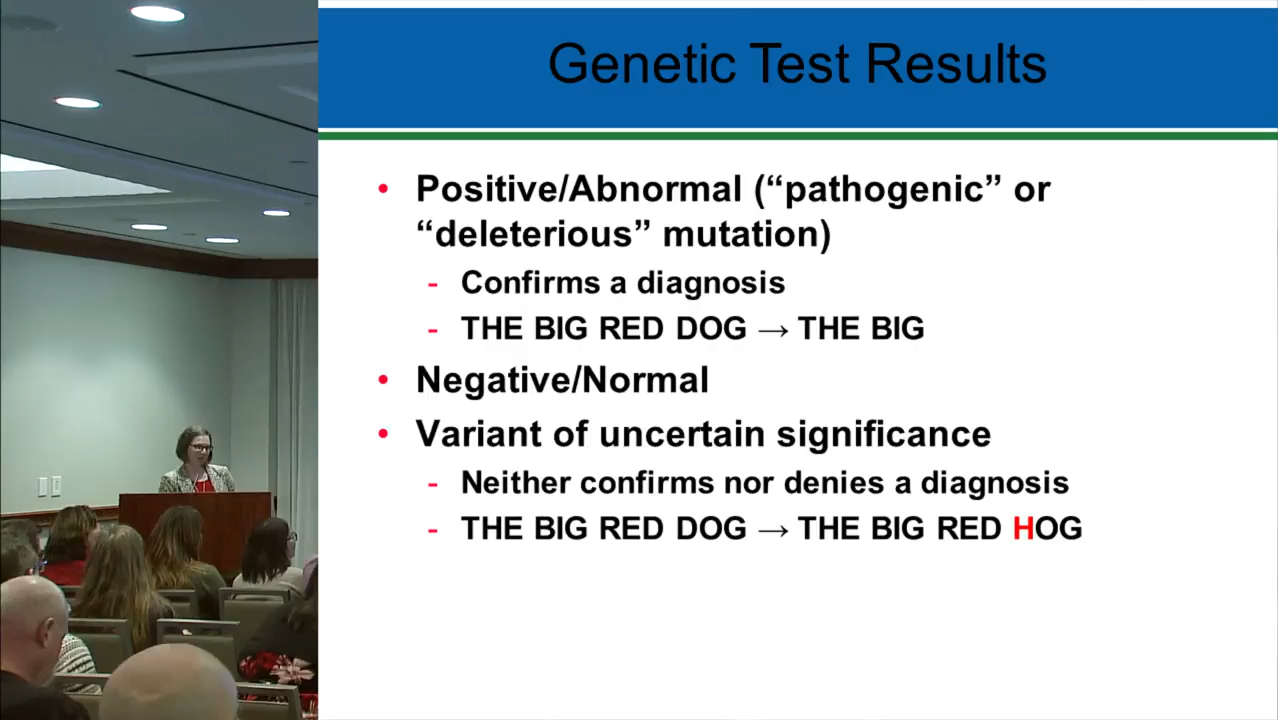 Genetic Test Results
• Positive/Abnormal (“pathogenic” or
“deleterious” mutation)
- Confirms a diagnosis
- THE BIG RED DOG → THE BIG
• Negative/Normal
• Variant of uncertain significance
- Neither confirms nor denies a diagnosis
- THE BIG RED DOG → THE BIG RED HOG